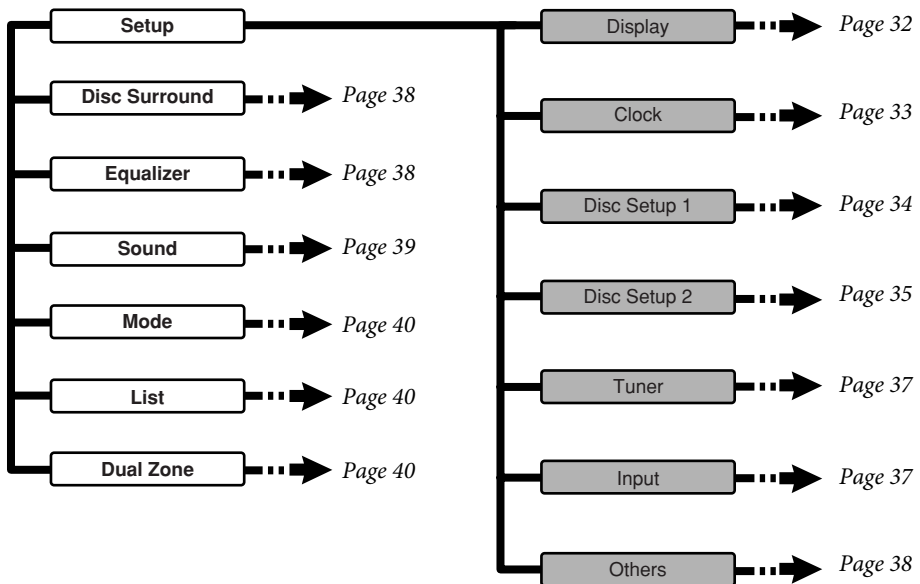 Setup
Disc Surround Page 38
Equalizer Page 38
Sound Page 39
Mode Page 40
List Page 40
Dual Zone Page 40
Display Page 32
Clock Page 33
Disc Setup 1 Page 34
Disc Setup 2 Page 35
Tuner Page 37
Input Page 37
Others Page 38